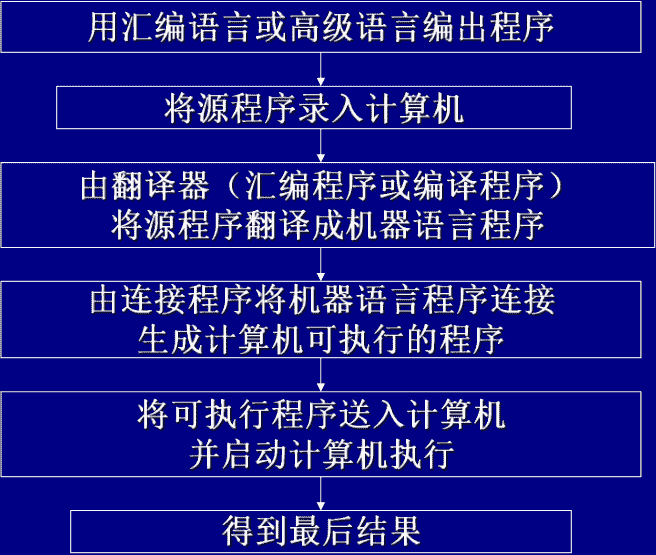 用汇编语言或高级语言编出程序
将源程序录入计算机
由翻译器（汇编程序或编译程序）
将源程序翻译成机器语言程序
由连接程序将机器语言程序连接
生成计算机可执行的程序
将可执行程序送入计算机
并启动计算机执行
得到最后结果